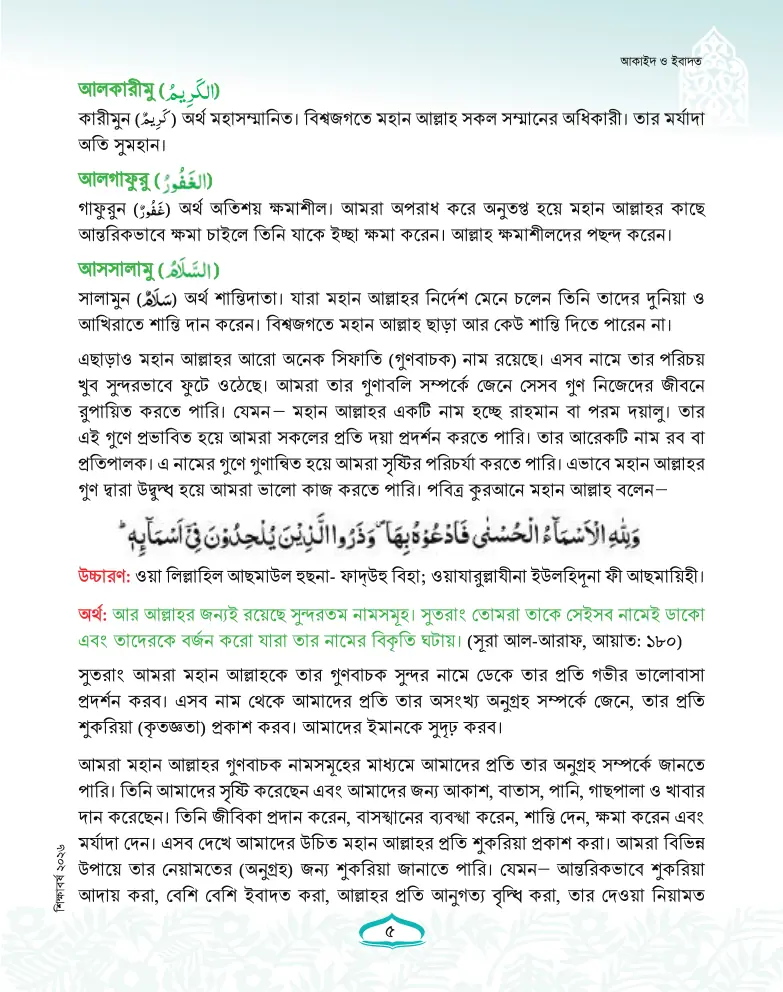 আকাইদ ও ইবাদত
আলকারীমু (اَلكَرِيمُ)
কারীমুন (كَرِيمٌ) অর্থ মহাসম্মানিত। বিশ্বজগতে মহান আল্লাহ সকল সম্মানের অধিকারী। তার মর্যাদা
অতি সুমহান।
আলগাফুরু (اَلغَفُورُ)
গাফুরুন (غَفُورٌ) অর্থ অতিশয় ক্ষমাশীল। আমরা অপরাধ করে অনুতপ্ত হয়ে মহান আল্লাহর কাছে
আন্তরিকভাবে ক্ষমা চাইলে তিনি যাকে ইচ্ছা ক্ষমা করেন। আল্লাহ ক্ষমাশীলদের পছন্দ করেন।
আসসালামু (اَلسَّلَامُ)
সালামুন (سَلَامٌ) অর্থ শান্তিদাতা। যারা মহান আল্লাহর নির্দেশ মেনে চলেন তিনি তাদের দুনিয়া ও
আখিরাতে শান্তি দান করেন। বিশ্বজগতে মহান আল্লাহ ছাড়া আর কেউ শান্তি দিতে পারেন না।
এছাড়াও মহান আল্লাহর আরো অনেক সিফাতি (গুণবাচক) নাম রয়েছে। এসব নামে তার পরিচয়
খুব সুন্দরভাবে ফুটে ওঠেছে। আমরা তার গুণাবলি সম্পর্কে জেনে সেসব গুণ নিজেদের জীবনে
রূপায়িত করতে পারি। যেমন– মহান আল্লাহর একটি নাম হচ্ছে রাহমান বা পরম দয়ালু। তার
এই গুণে প্রভাবিত হয়ে আমরা সকলের প্রতি দয়া প্রদর্শন করতে পারি। তার আরেকটি নাম রব বা
প্রতিপালক। এ নামের গুণে গুণান্বিত হয়ে আমরা সৃষ্টির পরিচর্যা করতে পারি। এভাবে মহান আল্লাহর
গুণ দ্বারা উদ্বুদ্ধ হয়ে আমরা ভালো কাজ করতে পারি। পবিত্র কুরআনে মহান আল্লাহ বলেন–
وَلِلّٰهِ الْاَسْمَآءُ الْحُسْنٰى فَادْعُوْهُ بِهَا ۪ وَذَرُوا الَّذِيْنَ يُلْحِدُوْنَ فِيْٓ اَسْمَآىِٕهٖ ؕ
উচ্চারণ: ওয়া লিল্লাহিল আছমাউল হুছনা- ফাদ্‌উহু বিহা; ওয়াযারুল্লাযীনা ইউলহিদূনা ফী আছমায়িহী।
অর্থ: আর আল্লাহর জন্যই রয়েছে সুন্দরতম নামসমূহ। সুতরাং তোমরা তাকে সেইসব নামেই ডাকো
এবং তাদেরকে বর্জন করো যারা তার নামের বিকৃতি ঘটায়। (সূরা আল-আরাফ, আয়াত: ১৮০)
সুতরাং আমরা মহান আল্লাহকে তার গুণবাচক সুন্দর নামে ডেকে তার প্রতি গভীর ভালোবাসা
প্রদর্শন করব। এসব নাম থেকে আমাদের প্রতি তার অসংখ্য অনুগ্রহ সম্পর্কে জেনে, তার প্রতি
শুকরিয়া (কৃতজ্ঞতা) প্রকাশ করব। আমাদের ইমানকে সুদৃঢ় করব।
আমরা মহান আল্লাহর গুণবাচক নামসমূহের মাধ্যমে আমাদের প্রতি তার অনুগ্রহ সম্পর্কে জানতে
পারি। তিনি আমাদের সৃষ্টি করেছেন এবং আমাদের জন্য আকাশ, বাতাস, পানি, গাছপালা ও খাবার
দান করেছেন। তিনি জীবিকা প্রদান করেন, বাসস্থানের ব্যবস্থা করেন, শান্তি দেন, ক্ষমা করেন এবং
মর্যাদা দেন। এসব দেখে আমাদের উচিত মহান আল্লাহর প্রতি শুকরিয়া প্রকাশ করা। আমরা বিভিন্ন
উপায়ে তার নেয়ামতের (অনুগ্রহ) জন্য শুকরিয়া জানাতে পারি। যেমন– আন্তরিকভাবে শুকরিয়া
আদায় করা, বেশি বেশি ইবাদত করা, আল্লাহর প্রতি আনুগত্য বৃদ্ধি করা, তার দেওয়া নিয়ামত
শিক্ষাবর্ষ ২০২৬
৫